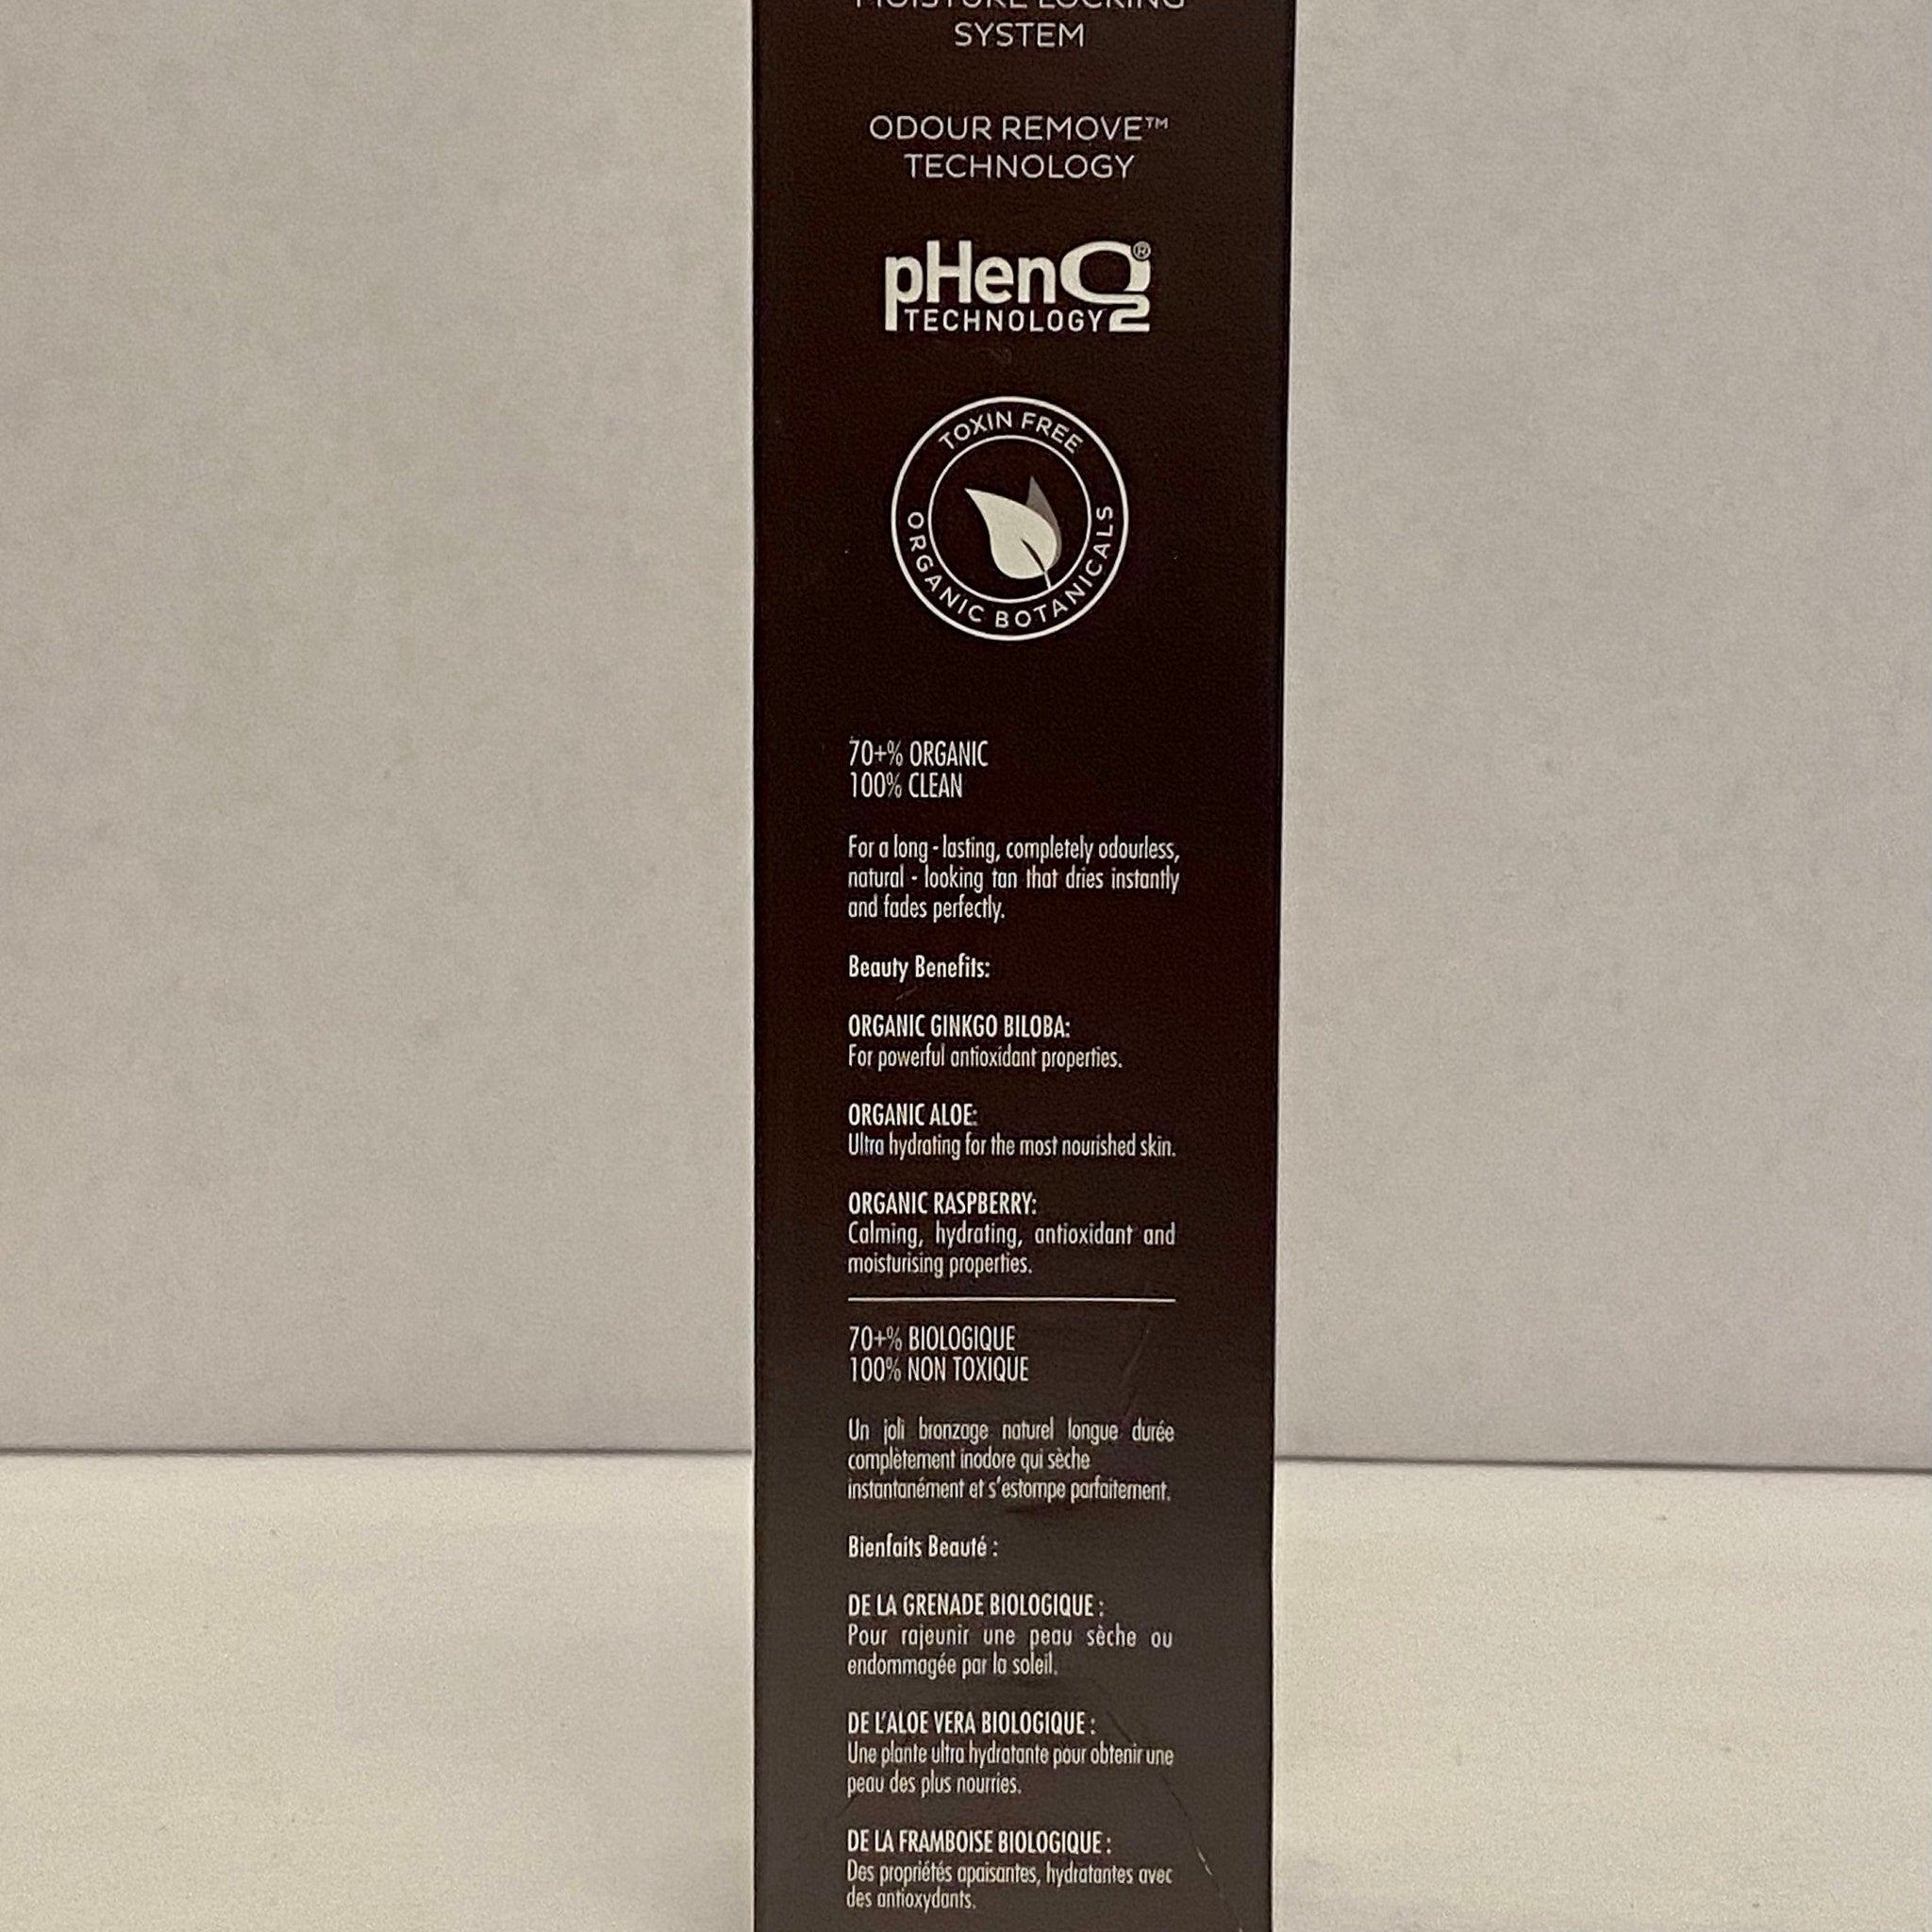 MOISTURE LOCKING
SYSTEM
ODOUR REMOVE™
TECHNOLOGY
pHenO2®
TECHNOLOGY
TOXIN FREE
ORGANIC BOTANICALS
70+% ORGANIC
100% CLEAN
For a long - lasting, completely odourless,
natural - looking tan that dries instantly
and fades perfectly.
Beauty Benefits:
ORGANIC GINKGO BILOBA:
For powerful antioxidant properties.
ORGANIC ALOE:
Ultra hydrating for the most nourished skin.
ORGANIC RASPBERRY:
Calming, hydrating, antioxidant and
moisturising properties.
70+% BIOLOGIQUE
100% NON TOXIQUE
Un joli bronzage naturel longue durée
complètement inodore qui sèche
instantanément et s'estompe parfaitement.
Bienfaits Beauté :
DE LA GRENADE BIOLOGIQUE :
Pour rajeunir une peau sèche ou
endommagée par la soleil.
DE L'ALOE VERA BIOLOGIQUE :
Une plante ultra hydratante pour obtenir une
peau des plus nourries.
DE LA FRAMBOISE BIOLOGIQUE :
Des propriétés apaisantes, hydratantes avec
des antioxydants.